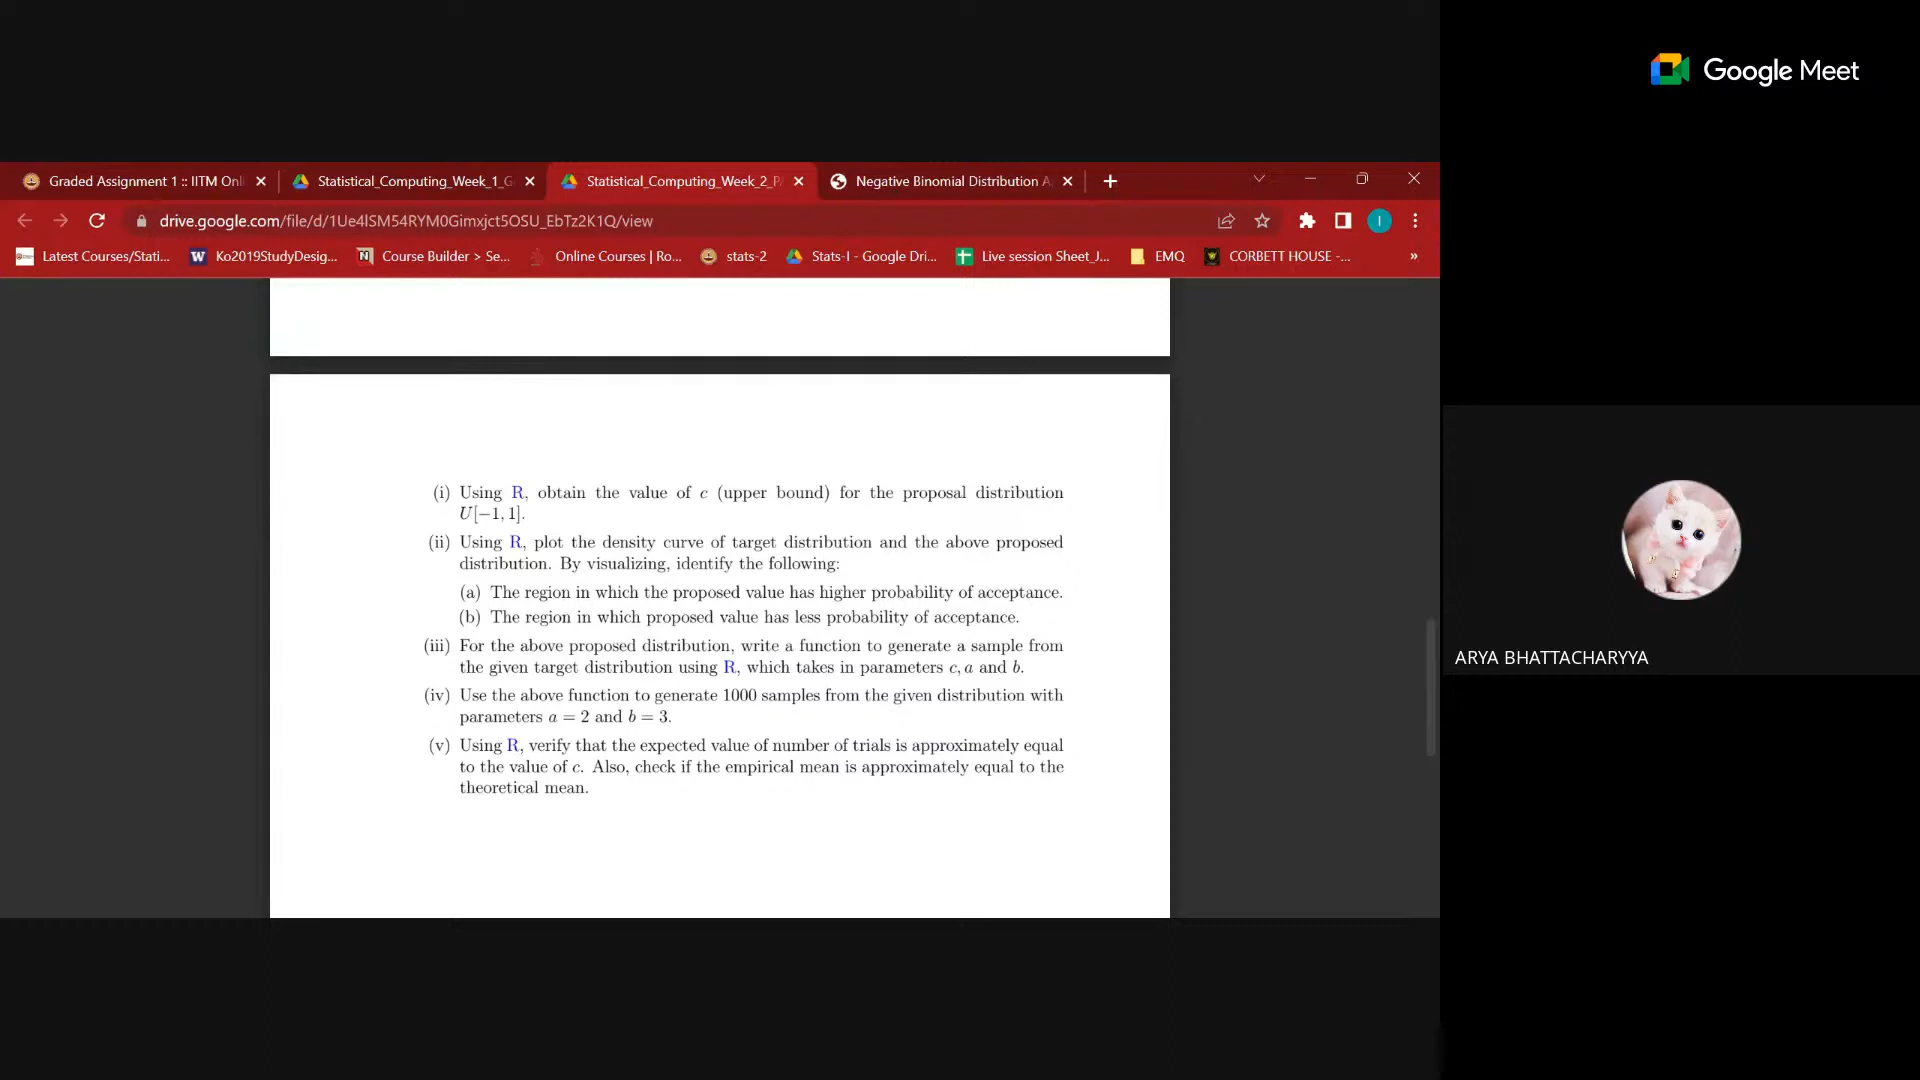 Google Meet
Graded Assignment 1 :: IITM Onl
Statistical_Computing_Week_1_G
Statistical_Computing_Week_2_P
Negative Binomial Distribution A
drive.google.com/file/d/1Ue4lSM54RYM0Gimxjct5OSU_EbTz2K1Q/view
I
Latest Courses/Stati...
Ko2019StudyDesig...
Course Builder > Se...
Online Courses | Ro...
stats-2
Stats-I - Google Dri...
Live session Sheet_J...
EMQ
CORBETT HOUSE -...
»
(i) Using R, obtain the value of c (upper bound) for the proposal distribution
U[−1, 1].
(ii) Using R, plot the density curve of target distribution and the above proposed
distribution. By visualizing, identify the following:
(a) The region in which the proposed value has higher probability of acceptance.
(b) The region in which proposed value has less probability of acceptance.
(iii) For the above proposed distribution, write a function to generate a sample from
the given target distribution using R, which takes in parameters c, a and b.
(iv) Use the above function to generate 1000 samples from the given distribution with
parameters a = 2 and b = 3.
(v) Using R, verify that the expected value of number of trials is approximately equal
to the value of c. Also, check if the empirical mean is approximately equal to the
theoretical mean.
ARYA BHATTACHARYYA